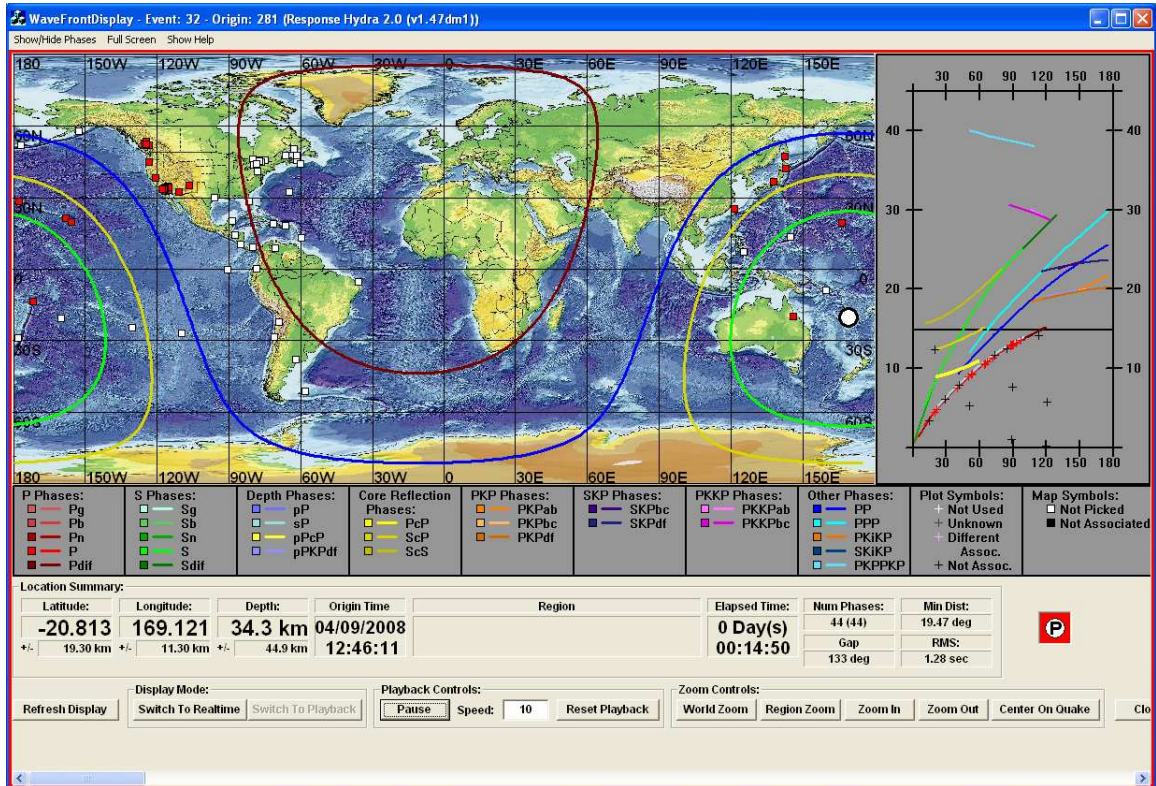 WaveFrontDisplay - Event: 32 - Origin: 281 (Response Hydra 2.0 (v1.47dm1))
Show/Hide Phases Full Screen Show Help
180 150W 120W 90W 60W 30W 0 30E 60E 90E 120E 150E
60N 60N
30N 30N
0 0
30S 30S
60S 60S
180 150W 120W 90W 60W 30W 0 30E 60E 90E 120E 150E
30 60 90 120 150 180
40 40
30 30
20 20
10 10
30 60 90 120 150 180
P Phases:
Pg
Pb
Pn
P
Pdif
S Phases:
Sg
Sb
Sn
S
Sdif
Depth Phases:
pP
sP
pPcP
pPKPdf
Core Reflection
Phases:
PcP
ScP
ScS
PKP Phases:
PKPab
PKPbc
PKPdf
SKP Phases:
SKPbc
SKPdf
PKKP Phases:
PKKPab
PKKPbc
Other Phases:
PP
PPP
PKiKP
SKiKP
PKPPKP
Plot Symbols:
+ Not Used
+ Unknown
+ Different
Assoc.
+ Not Assoc.
Map Symbols:
Not Picked
Not Associated
Location Summary:
Latitude: Longitude: Depth: Origin Time Region Elapsed Time: Num Phases: Min Dist:
-20.813 169.121 34.3 km 04/09/2008 0 Day(s) 44 (44) 19.47 deg
+/- 19.30 km +/- 11.30 km +/- 44.9 km 12:46:11 00:14:50 Gap RMS:
133 deg 1.28 sec
P
Display Mode: Playback Controls: Zoom Controls:
Refresh Display Switch To Realtime Switch To Playback Pause Speed: 10 Reset Playback World Zoom Region Zoom Zoom In Zoom Out Center On Quake Clo